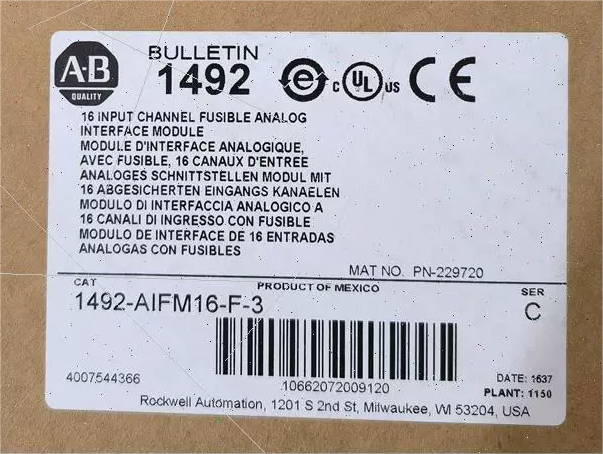 A-B
QUALITY
BULLETIN
1492
C UL US CE
16 INPUT CHANNEL FUSIBLE ANALOG
INTERFACE MODULE
MODULE D'INTERFACE ANALOGIQUE,
AVEC FUSIBLE, 16 CANAUX D'ENTREE
ANALOGES SCHNITTSTELLEN MODUL MIT
16 ABGESICHERTEN EINGANGS KANAELEN
MODULO DI INTERFACCIA ANALOGICO A
16 CANALI DI INGRESSO CON FUSIBLE
MODULO DE INTERFACE DE 16 ENTRADAS
ANALOGAS CON FUSIBLES
MAT NO. PN-229720
CAT
PRODUCT OF MEXICO
SER
1492-AIFM16-F-3
C
4007544366
10662072009120
DATE: 1637
PLANT: 1150
Rockwell Automation, 1201 S 2nd St, Milwaukee, WI 53204, USA